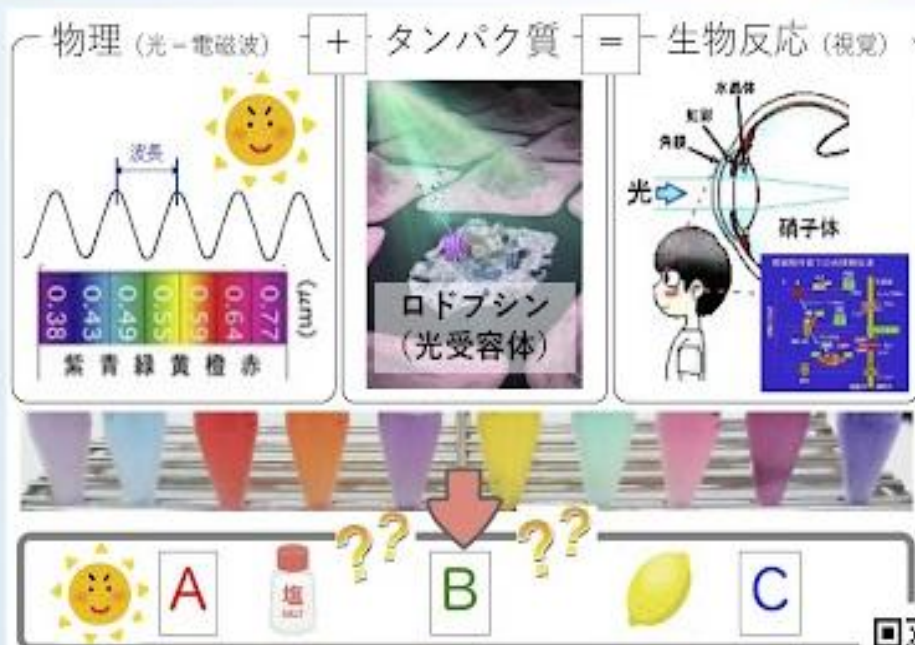 物理（光＝電磁波）
+
タンパク質
=
生物反応（視覚）
波長
0.38 0.43 0.49 0.55 0.59 0.64 0.77 (μm)
紫 青 緑 黄 橙 赤
ロドプシン
（光受容体）
水晶体
虹彩
角膜
光
硝子体
?? ??
A
塩
SALT
B
C